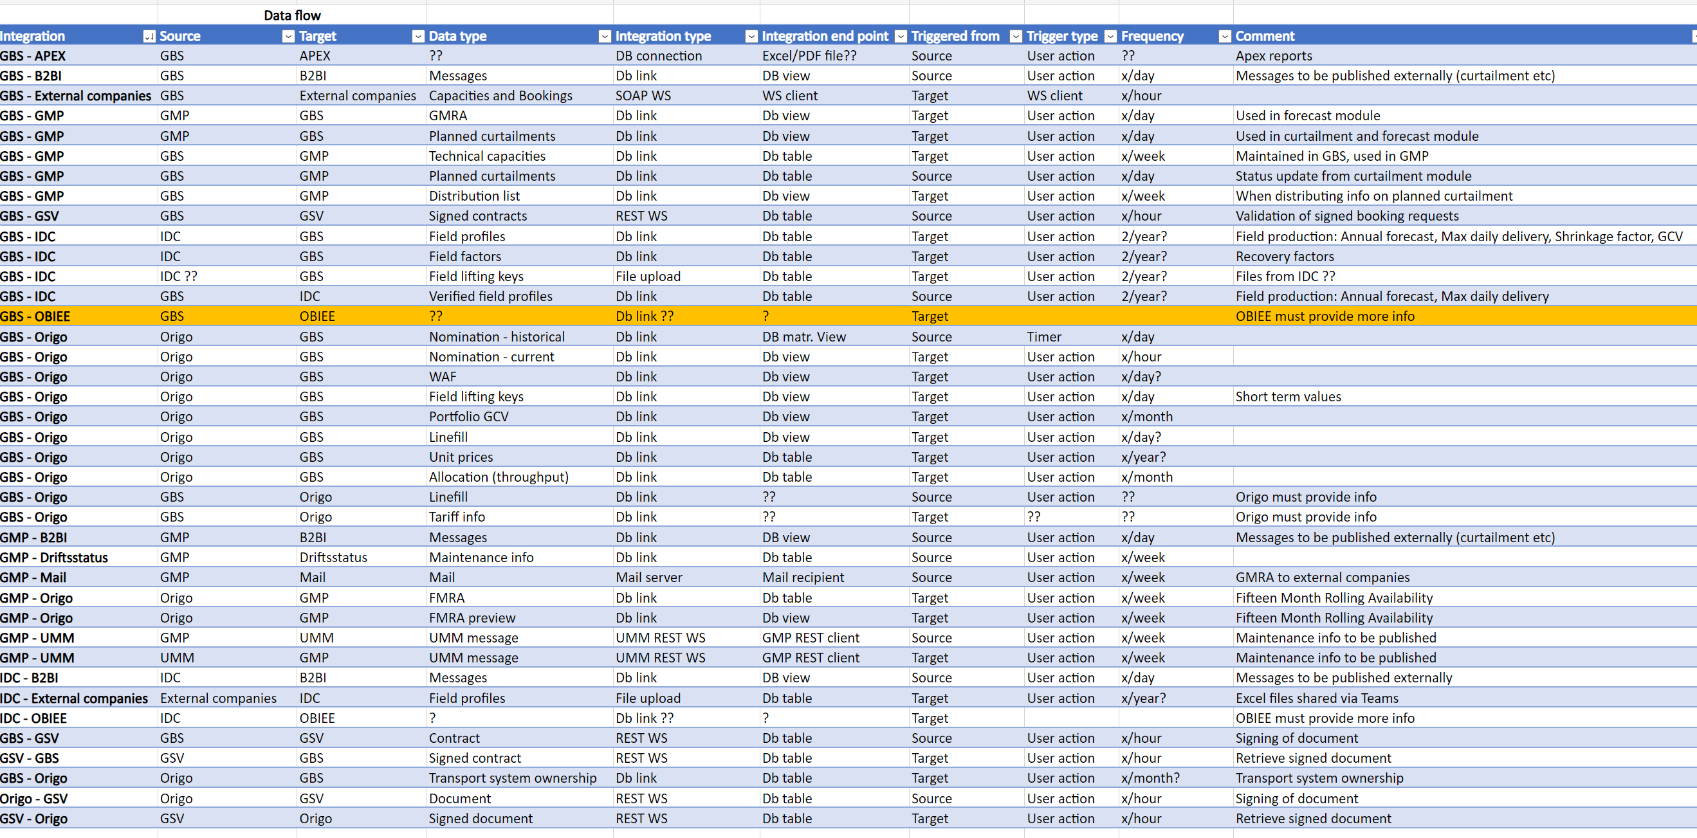 Data flow
Integration Source Target Data type Integration type Integration end point Triggered from Trigger type Frequency Comment
GBS - APEX GBS APEX ?? DB connection Excel/PDF file?? Source User action ?? Apex reports
GBS - B2BI GBS B2BI Messages Db link DB view Source User action x/day Messages to be published externally (curtailment etc)
GBS - External companies GBS External companies Capacities and Bookings SOAP WS WS client Target WS client x/hour
GBS - GMP GMP GBS GMRA Db link Db view Target User action x/day Used in forecast module
GBS - GMP GMP GBS Planned curtailments Db link Db view Target User action x/day Used in curtailment and forecast module
GBS - GMP GBS GMP Technical capacities Db link Db table Target User action x/week Maintained in GBS, used in GMP
GBS - GMP GBS GMP Planned curtailments Db link Db table Source User action x/day Status update from curtailment module
GBS - GMP GBS GMP Distribution list Db link Db view Target User action x/week When distributing info on planned curtailment
GBS - GSV GBS GSV Signed contracts REST WS Db table Source User action x/hour Validation of signed booking requests
GBS - IDC IDC GBS Field profiles Db link Db table Target User action 2/year? Field production: Annual forecast, Max daily delivery, Shrinkage factor, GCV
GBS - IDC IDC GBS Field factors Db link Db table Target User action 2/year? Recovery factors
GBS - IDC IDC ?? GBS Field lifting keys File upload Db table Target User action 2/year? Files from IDC ??
GBS - IDC GBS IDC Verified field profiles Db link Db table Source User action 2/year? Field production: Annual forecast, Max daily delivery
GBS - OBIEE GBS OBIEE ?? Db link ?? ? Target OBIEE must provide more info
GBS - Origo Origo GBS Nomination - historical Db link DB matr. View Source Timer x/day
GBS - Origo Origo GBS Nomination - current Db link Db view Target User action x/hour
GBS - Origo Origo GBS WAF Db link Db view Target User action x/day?
GBS - Origo Origo GBS Field lifting keys Db link Db view Target User action x/day Short term values
GBS - Origo Origo GBS Portfolio GCV Db link Db view Target User action x/month
GBS - Origo Origo GBS Linefill Db link Db view Target User action x/day?
GBS - Origo Origo GBS Unit prices Db link Db table Target User action x/year?
GBS - Origo Origo GBS Allocation (throughput) Db link Db table Target User action x/month
GBS - Origo GBS Origo Linefill Db link ?? Source User action ?? Origo must provide info
GBS - Origo GBS Origo Tariff info Db link ?? Target ?? ?? Origo must provide info
GMP - B2BI GMP B2BI Messages Db link DB view Source User action x/day Messages to be published externally (curtailment etc)
GMP - Driftsstatus GMP Driftsstatus Maintenance info Db link Db table Source User action x/week
GMP - Mail GMP Mail Mail Mail server Mail recipient Source User action x/week GMRA to external companies
GMP - Origo Origo GMP FMRA Db link Db table Target User action x/week Fifteen Month Rolling Availability
GMP - Origo Origo GMP FMRA preview Db link Db view Target User action x/week Fifteen Month Rolling Availability
GMP - UMM GMP UMM UMM message UMM REST WS GMP REST client Source User action x/week Maintenance info to be published
GMP - UMM UMM GMP UMM message UMM REST WS GMP REST client Target User action x/week Maintenance info to be published
IDC - B2BI IDC B2BI Messages Db link DB view Source User action x/day Messages to be published externally
IDC - External companies External companies IDC Field profiles File upload Db table Target User action x/year? Excel files shared via Teams
IDC - OBIEE IDC OBIEE ? Db link ?? ? Target OBIEE must provide more info
GBS - GSV GBS GSV Contract REST WS Db table Source User action x/hour Signing of document
GSV - GBS GSV GBS Signed contract REST WS Db table Target User action x/hour Retrieve signed document
GBS - Origo Origo GBS Transport system ownership Db link Db table Target User action x/month? Transport system ownership
Origo - GSV Origo GSV Document REST WS Db table Source User action x/hour Signing of document
GSV - Origo GSV Origo Signed document REST WS Db table Target User action x/hour Retrieve signed document